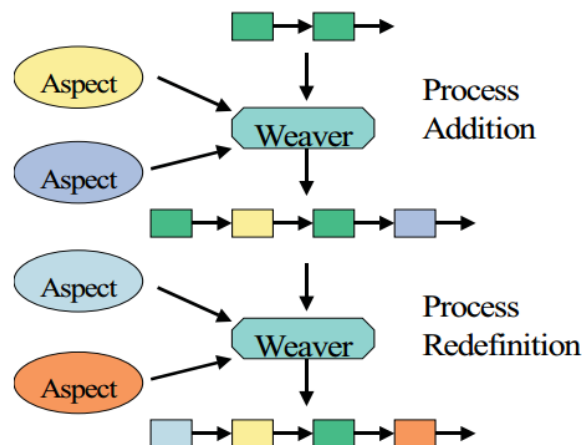 Aspect
Process
Addition
Weaver
Aspect
Aspect
Process
Redefinition
Weaver
Aspect